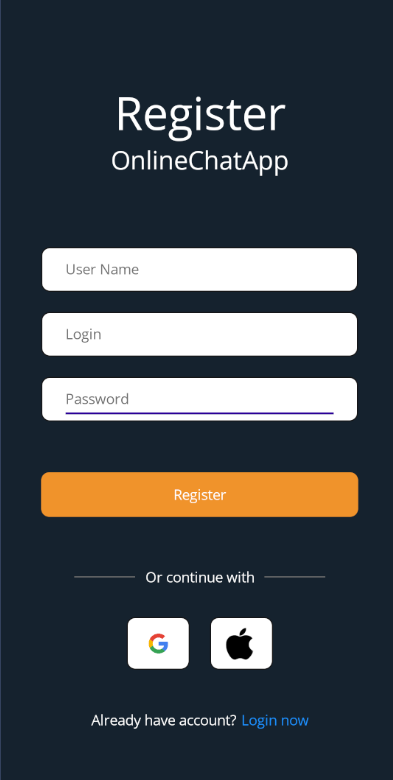 Register
OnlineChatApp
User Name
Login
Password
Register
Or continue with
Already have account? Login now